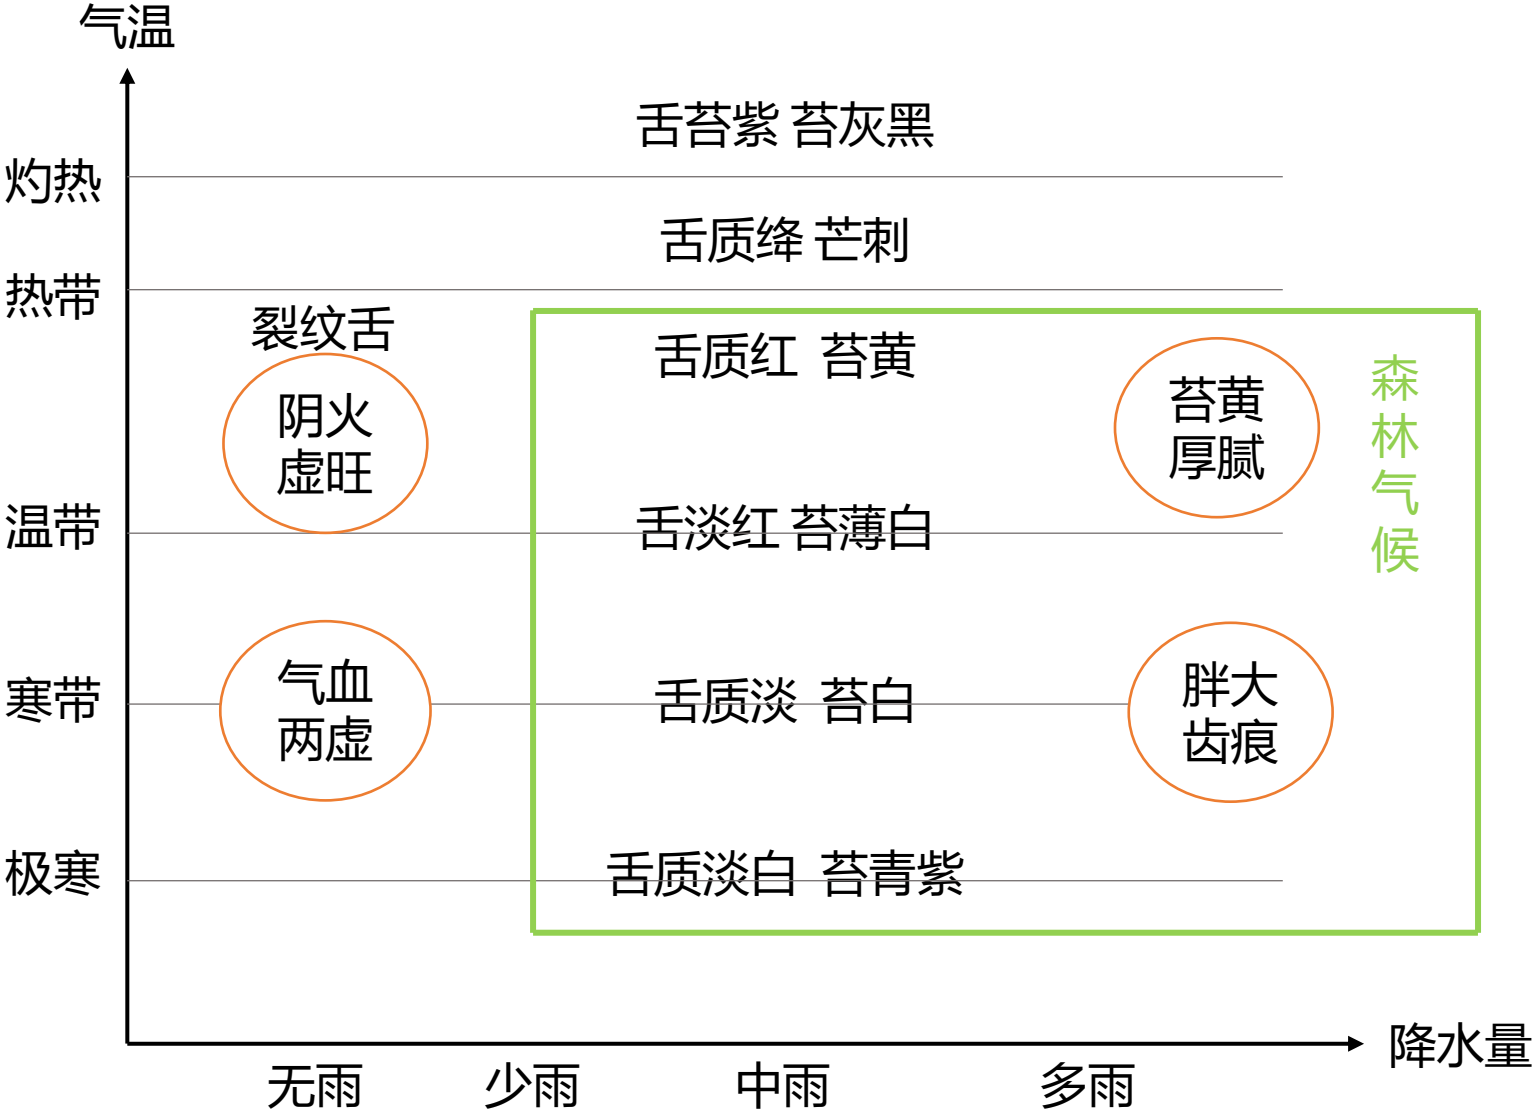 气温
舌苔紫 苔灰黑
灼热
舌质绛 芒刺
热带
裂纹舌
舌质红 苔黄
阴火
虚旺
苔黄
厚腻
森
林
气
候
温带
舌淡红 苔薄白
寒带
气血
两虚
舌质淡 苔白
胖大
齿痕
极寒
舌质淡白 苔青紫
降水量
无雨
少雨
中雨
多雨